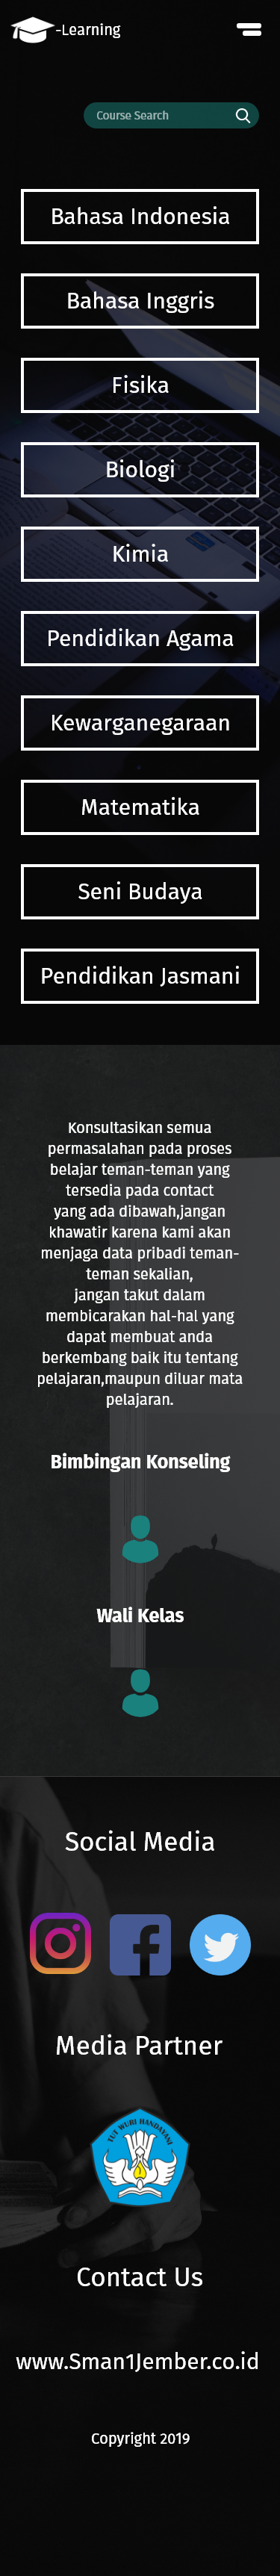 -Learning
Course Search
Bahasa Indonesia
Bahasa Inggris
Fisika
Biologi
Kimia
Pendidikan Agama
Kewarganegaraan
Matematika
Seni Budaya
Pendidikan Jasmani
Konsultasikan semua
permasalahan pada proses
belajar teman-teman yang
tersedia pada contact
yang ada dibawah,jangan
khawatir karena kami akan
menjaga data pribadi teman-
teman sekalian,
jangan takut dalam
membicarakan hal-hal yang
dapat membuat anda
berkembang baik itu tentang
pelajaran,maupun diluar mata
pelajaran.
Bimbingan Konseling
Wali Kelas
Social Media
Media Partner
TUT WURI HANDAYANI
Contact Us
www.Sman1Jember.co.id
Copyright 2019